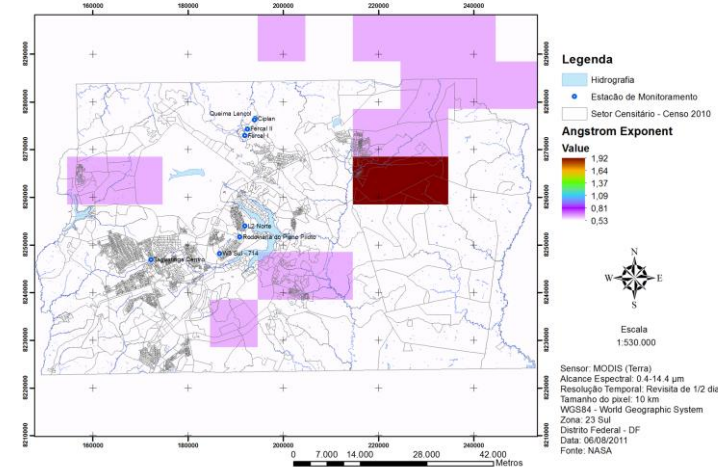 160000 180000 200000 220000 240000
8290000 8290000
8280000 8280000
8270000 8270000
8260000 8260000
8250000 8250000
8240000 8240000
8230000 8230000
8220000 8220000
8210000 8210000
Queima Lençol
Ciplan
Fercal II
Fercal I
L2 Norte
Rodoviaria do Plano Piloto
W3 Sul - 714
Taguatinga Centro
160000 180000 200000 220000 240000
0 7.000 14.000 28.000 42.000
Metros
Legenda
Hidrografia
Estacão de Monitoramento
Setor Censitário - Censo 2010
Angstrom Exponent
Value
1,92
1,64
1,37
1,09
0,81
0,53
N
W E
S
Escala
1:530.000
Sensor: MODIS (Terra)
Alcance Espectral: 0.4-14.4 µm
Resolução Temporal: Revisita de 1/2 dia
Tamanho do pixel: 10 km
WGS84 - World Geographic System
Zona: 23 Sul
Distrito Federal - DF
Data: 06/08/2011
Fonte: NASA